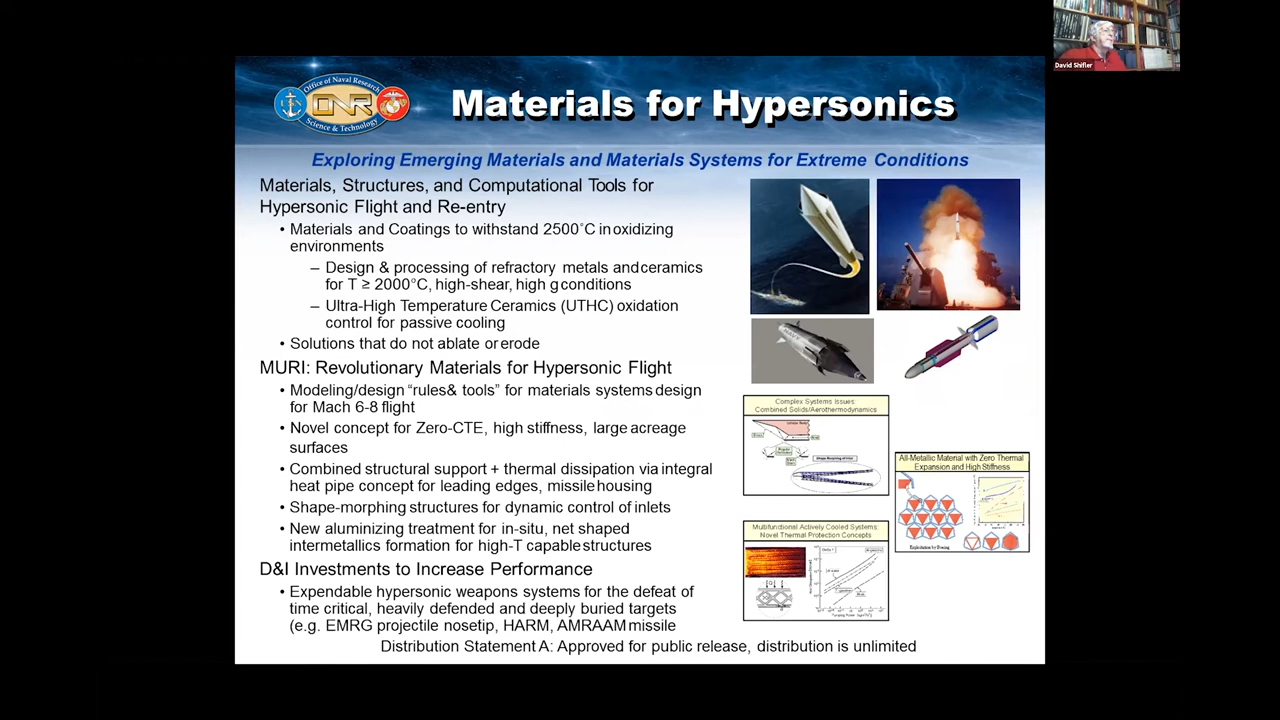 David Shifler
Office of Naval Research
ONR
Science & Technology
Materials for Hypersonics
Exploring Emerging Materials and Materials Systems for Extreme Conditions
Materials, Structures, and Computational Tools for
Hypersonic Flight and Re-entry
• Materials and Coatings to withstand 2500°C in oxidizing
environments
– Design & processing of refractory metals and ceramics
for T ≥ 2000°C, high-shear, high g conditions
– Ultra-High Temperature Ceramics (UTHC) oxidation
control for passive cooling
• Solutions that do not ablate or erode
MURI: Revolutionary Materials for Hypersonic Flight
• Modeling/design “rules& tools” for materials systems design
for Mach 6-8 flight
• Novel concept for Zero-CTE, high stiffness, large acreage
surfaces
• Combined structural support + thermal dissipation via integral
heat pipe concept for leading edges, missile housing
• Shape-morphing structures for dynamic control of inlets
• New aluminizing treatment for in-situ, net shaped
intermetallics formation for high-T capable structures
D&I Investments to Increase Performance
• Expendable hypersonic weapons systems for the defeat of
time critical, heavily defended and deeply buried targets
(e.g. EMRG projectile nosetip, HARM, AMRAAM missile
Complex Systems Issues:
Combined Solids/Aerothermodynamics
All-Metallic Material with Zero Thermal
Expansion and High Stiffness
Multifunctional Actively Cooled Systems:
Novel Thermal Protection Concepts
Distribution Statement A: Approved for public release, distribution is unlimited